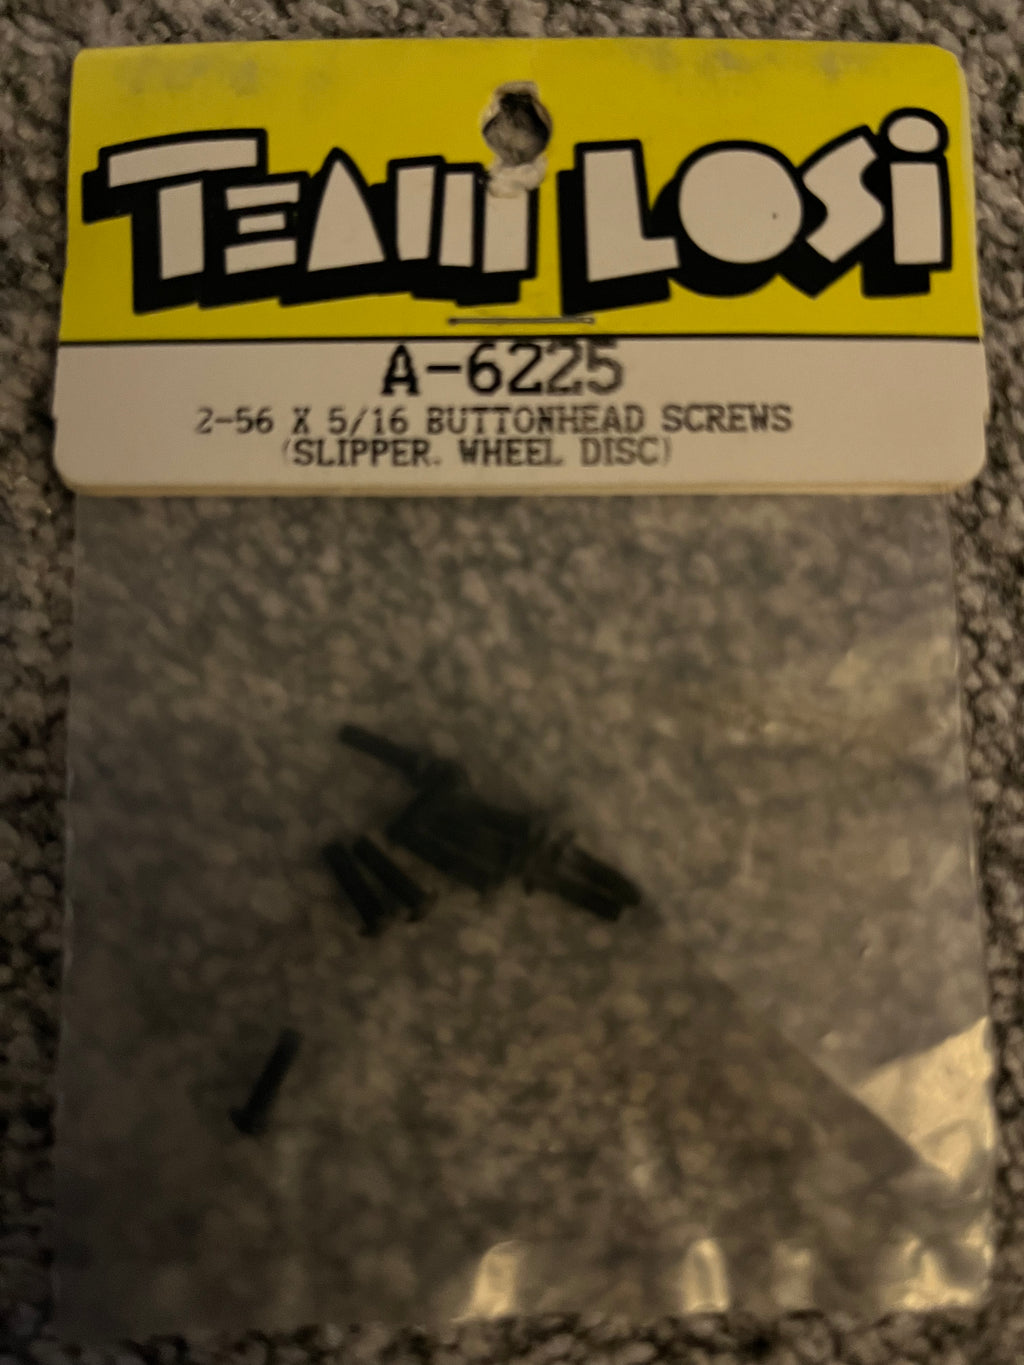 TEAM LOSI
A-6225
2-56 X 5/16 BUTTONHEAD SCREWS
(SLIPPER. WHEEL DISC)